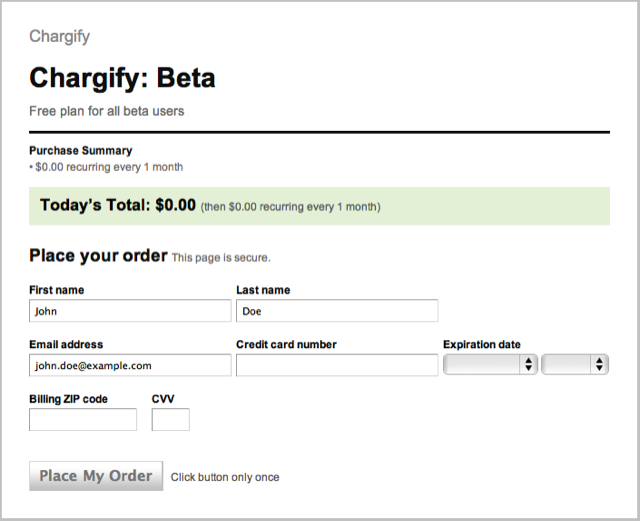 Chargify
Chargify: Beta
Free plan for all beta users
Purchase Summary
• $0.00 recurring every 1 month
Today's Total: $0.00 (then $0.00 recurring every 1 month)
Place your order This page is secure.
First name Last name
John Doe
Email address Credit card number Expiration date
john.doe@example.com
Billing ZIP code CVV
Place My Order Click button only once